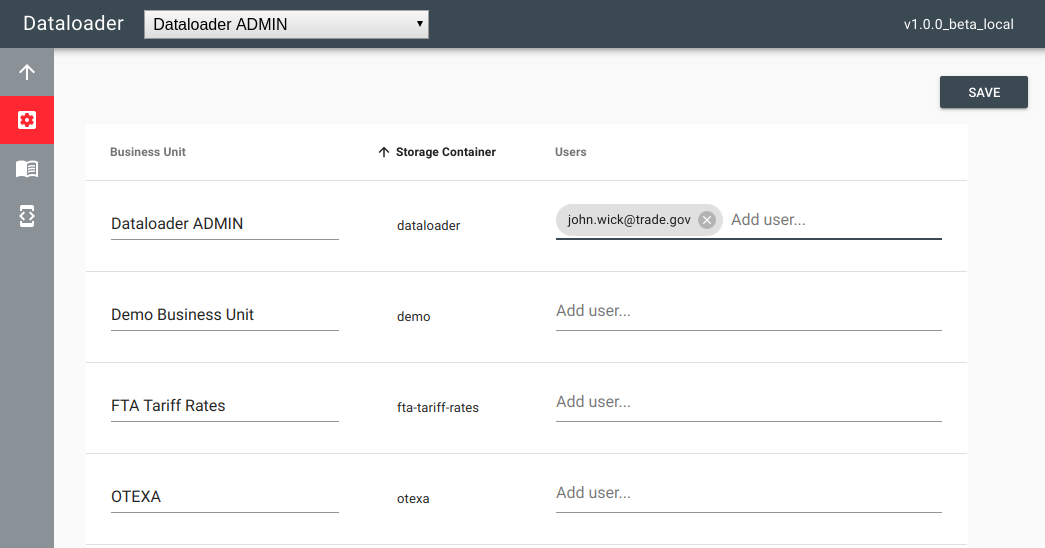 Dataloader Dataloader ADMIN v1.0.0_beta_local
SAVE
Business Unit Storage Container Users
Dataloader ADMIN dataloader john.wick@trade.gov Add user...
Demo Business Unit demo Add user...
FTA Tariff Rates fta-tariff-rates Add user...
OTEXA otexa Add user...